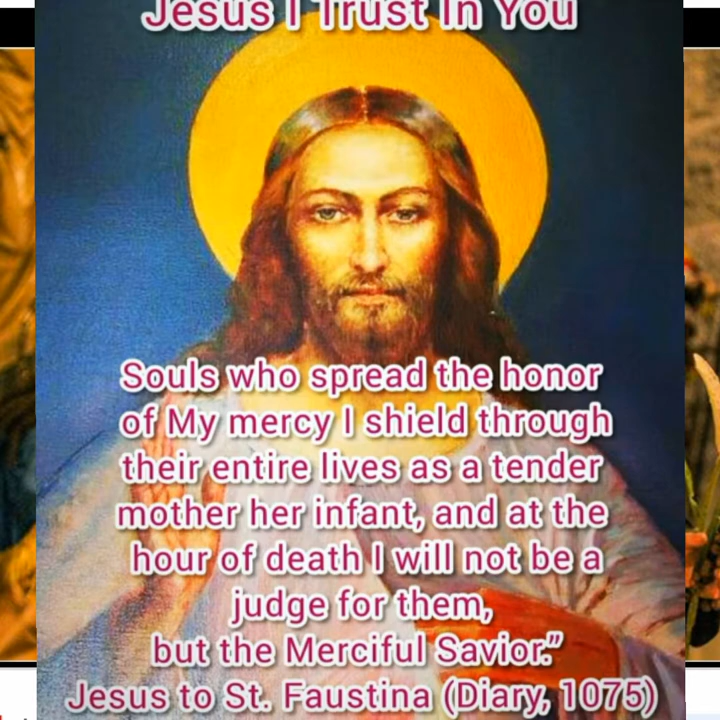 Jesus I Trust In You
Souls who spread the honor
of My mercy I shield through
their entire lives as a tender
mother her infant, and at the
hour of death I will not be a
judge for them,
but the Merciful Savior.”
Jesus to St. Faustina (Diary, 1075)